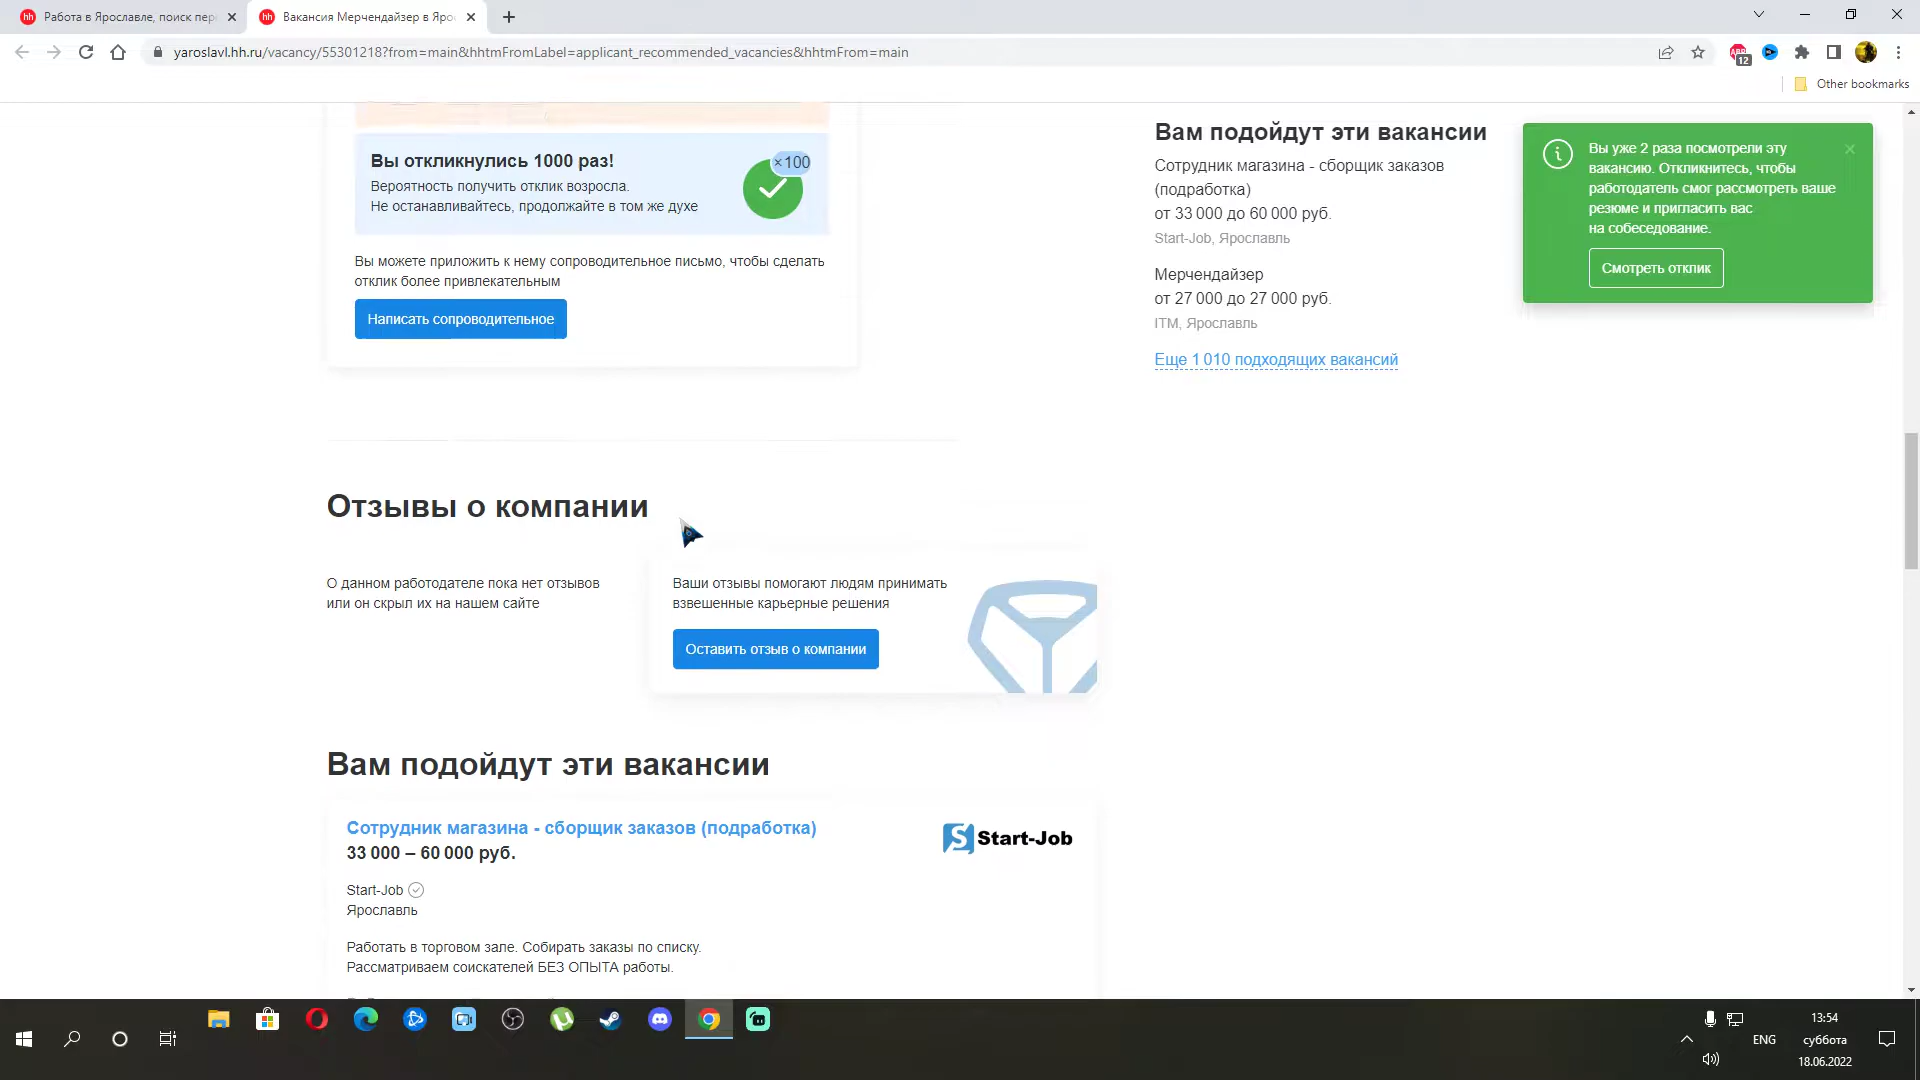 Работа в Ярославле, поиск пер
Вакансия Мерчендайзер в Яро
yaroslavl.hh.ru/vacancy/55301218?from=main&hhtmFromLabel=applicant_recommended_vacancies&hhtmFrom=main
12
Other bookmarks
Вы откликнулись 1000 раз!
×100
Вероятность получить отклик возросла.
Не останавливайтесь, продолжайте в том же духе
Вы можете приложить к нему сопроводительное письмо, чтобы сделать
отклик более привлекательным
Написать сопроводительное
Вам подойдут эти вакансии
Сотрудник магазина - сборщик заказов
(подработка)
от 33 000 до 60 000 руб.
Start-Job, Ярославль
Мерчендайзер
от 27 000 до 27 000 руб.
ITM, Ярославль
Еще 1 010 подходящих вакансий
Вы уже 2 раза посмотрели эту
вакансию. Откликнитесь, чтобы
работодатель смог рассмотреть ваше
резюме и пригласить вас
на собеседование.
Смотреть отклик
Отзывы о компании
О данном работодателе пока нет отзывов
или он скрыл их на нашем сайте
Ваши отзывы помогают людям принимать
взвешенные карьерные решения
Оставить отзыв о компании
Вам подойдут эти вакансии
Сотрудник магазина - сборщик заказов (подработка)
33 000 – 60 000 руб.
Start-Job
Start-Job
Ярославль
Работать в торговом зале. Собирать заказы по списку.
Рассматриваем соискателей БЕЗ ОПЫТА работы.
ENG
13:54
суббота
18.06.2022